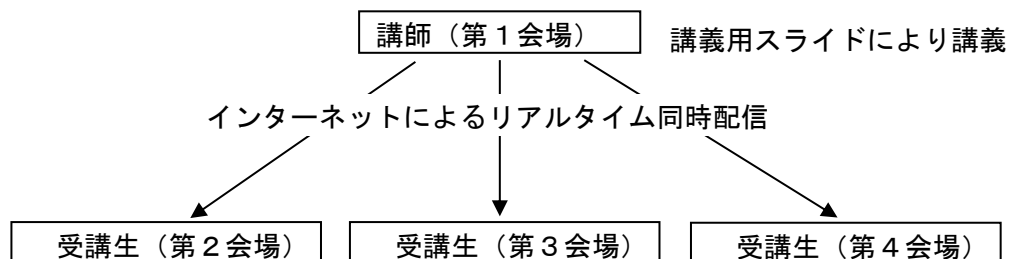 講師(第1会場)
講義用スライドにより講義
インターネットによるリアルタイム同時配信
受講生(第2会場)
受講生(第3会場)
受講生(第4会場)